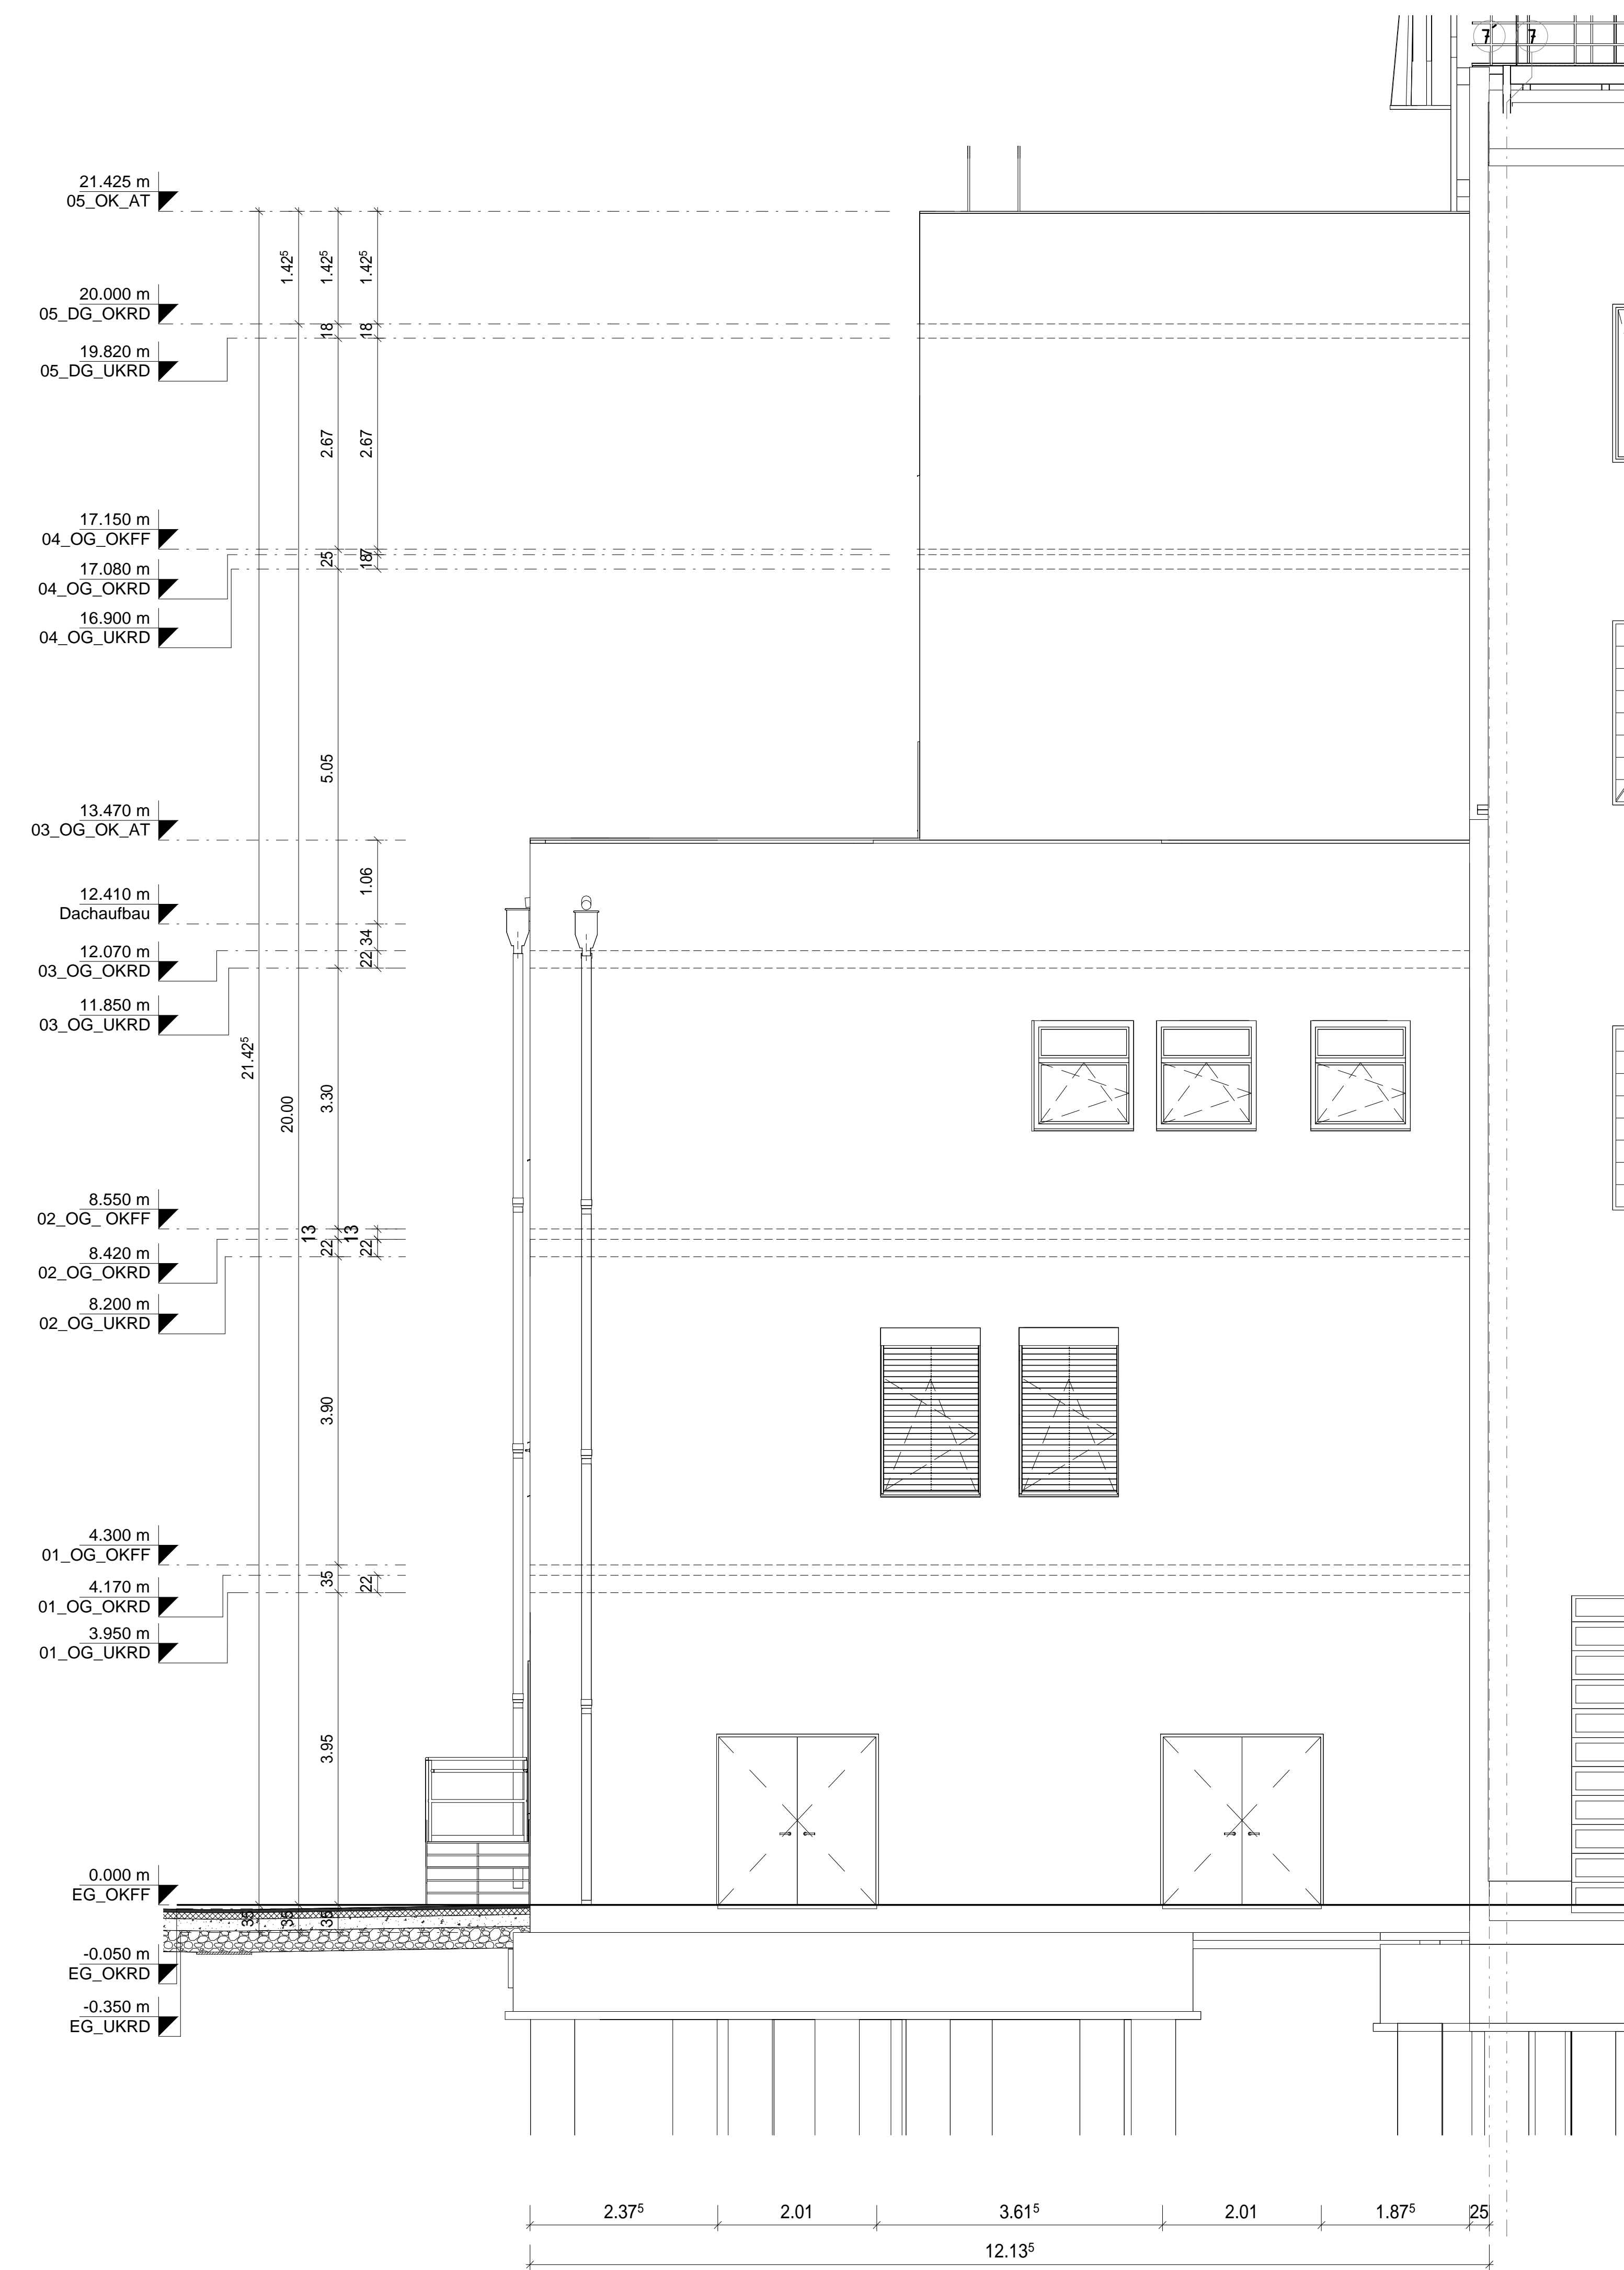 7'
7
21.425 m
05_OK_AT
1.42⁵
1.42⁵
1.42⁵
20.000 m
05_DG_OKRD
18
18
19.820 m
05_DG_UKRD
2.67
2.67
17.150 m
04_OG_OKFF
25
18
7
17.080 m
04_OG_OKRD
16.900 m
04_OG_UKRD
5.05
13.470 m
03_OG_OK_AT
1.06
12.410 m
Dachaufbau
34
12.070 m
03_OG_OKRD
22
11.850 m
03_OG_UKRD
21.42⁵
20.00
3.30
8.550 m
02_OG_ OKFF
13
13
22
22
8.420 m
02_OG_OKRD
8.200 m
02_OG_UKRD
3.90
4.300 m
01_OG_OKFF
35
22
4.170 m
01_OG_OKRD
3.950 m
01_OG_UKRD
3.95
0.000 m
EG_OKFF
35
35
35
-0.050 m
EG_OKRD
-0.350 m
EG_UKRD
2.37⁵
2.01
3.61⁵
2.01
1.87⁵
25
12.13⁵